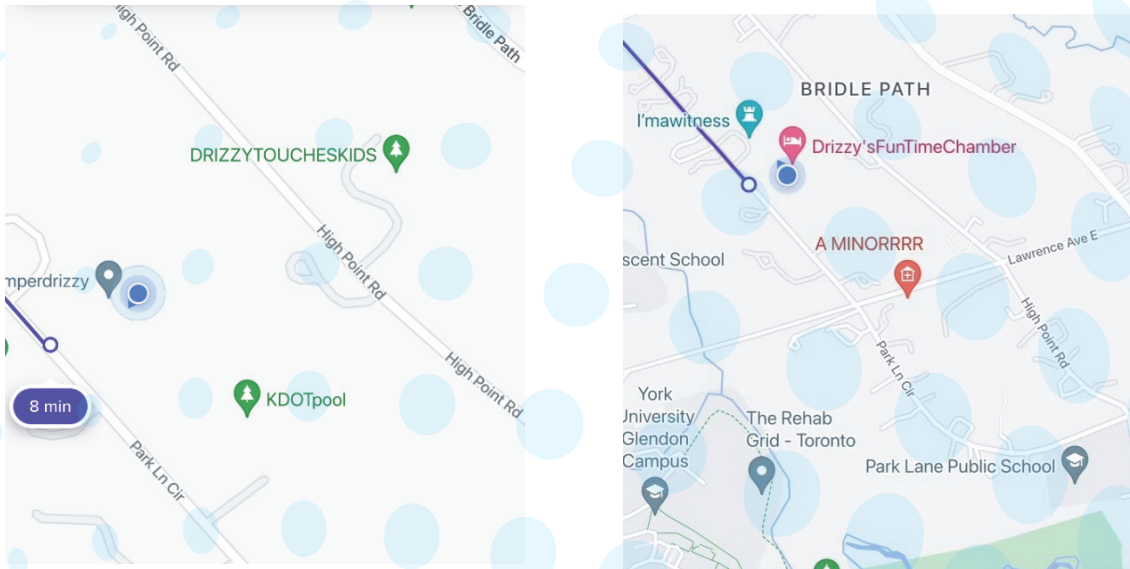 High Point Rd
Bridle Path
DRIZZYTOUCHESKIDS
High Point Rd
mperdrizzy
High Point Rd
8 min
KDOTpool
Park Ln Cir
BRIDLE PATH
I'mawitness
Drizzy'sFunTimeChamber
A MINORRRR
Lawrence Ave E
scent School
High Point Rd
Park Ln Cir
York
University
Glendon
Campus
The Rehab
Grid - Toronto
Park Lane Public School